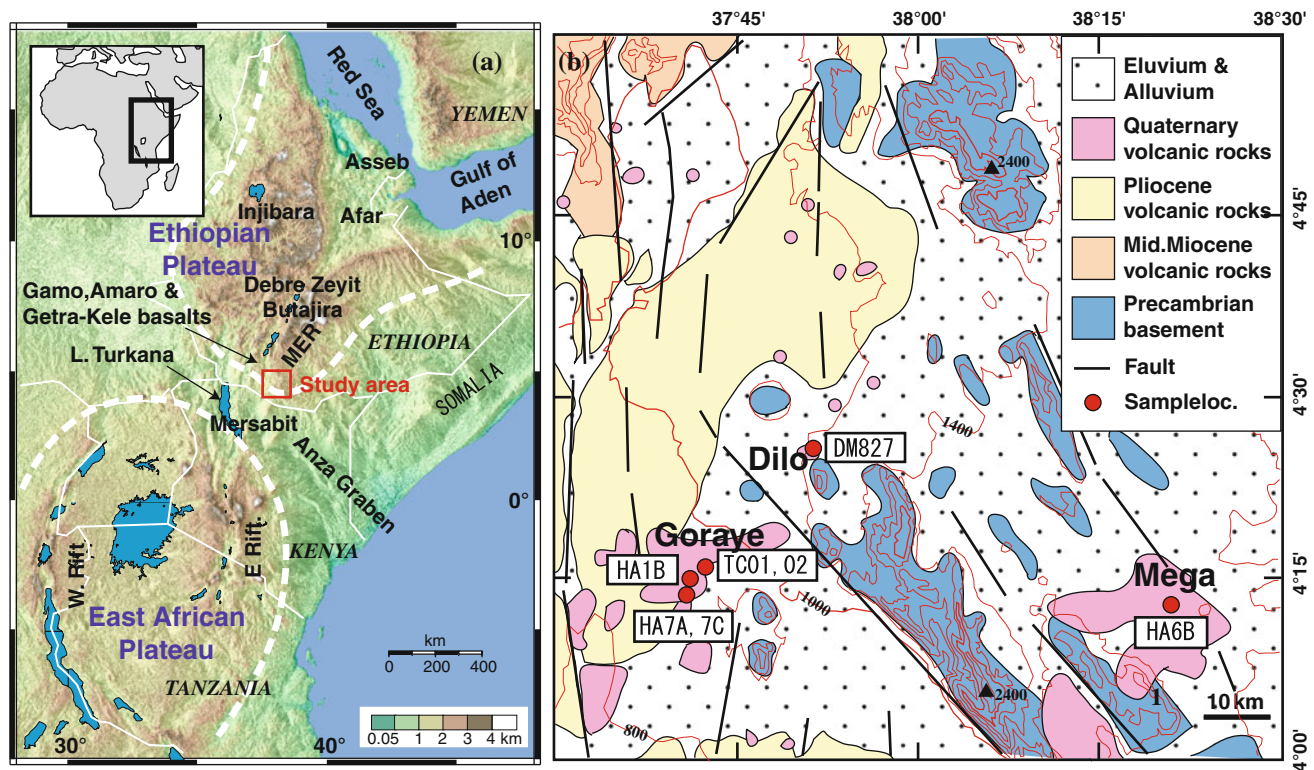 (a)
Red Sea
YEMEN
Asseb
Gulf of
Aden
Injibara
Afar
Ethiopian
Plateau
10°
Debre Zeyit
Butajira
Gamo,Amaro &
Getra-Kele basalts
MER
ETHIOPIA
L. Turkana
Study area
SOMALIA
Mersabit
Anza Graben
0°
W. Rift
E Rift.
KENYA
East African
Plateau
TANZANIA
km
0 200 400
0.05 1 2 3 4 km
30°
40°
(b)
37°45'
38°00'
38°15'
38°30'
Eluvium &
Alluvium
Quaternary
volcanic rocks
Pliocene
volcanic rocks
Mid.Miocene
volcanic rocks
Precambrian
basement
Fault
Sampleloc.
2400
4°45'
4°30'
1400
Dilo
DM827
Goraye
HA1B
TC01, 02
HA7A, 7C
1000
4°15'
Mega
HA6B
2400
1
10 km
800
4°00'